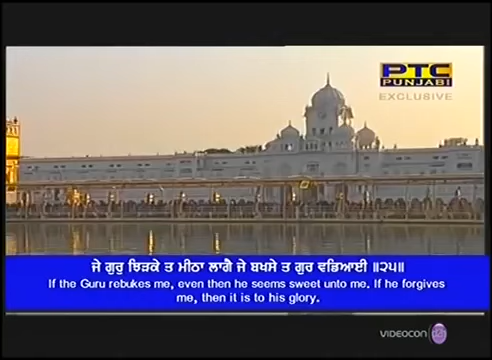 PTC
PUNJABI
EXCLUSIVE
ਜੇ ਗੁਰੁ ਝਿੜਕੇ ਤ ਮੀਠਾ ਲਾਗੈ ਜੇ ਬਖਸੇ ਤ ਗੁਰ ਵਡਿਆਈ ॥੨੫॥
If the Guru rebukes me, even then he seems sweet unto me. If he forgives
me, then it is to his glory.
VIDEOCON